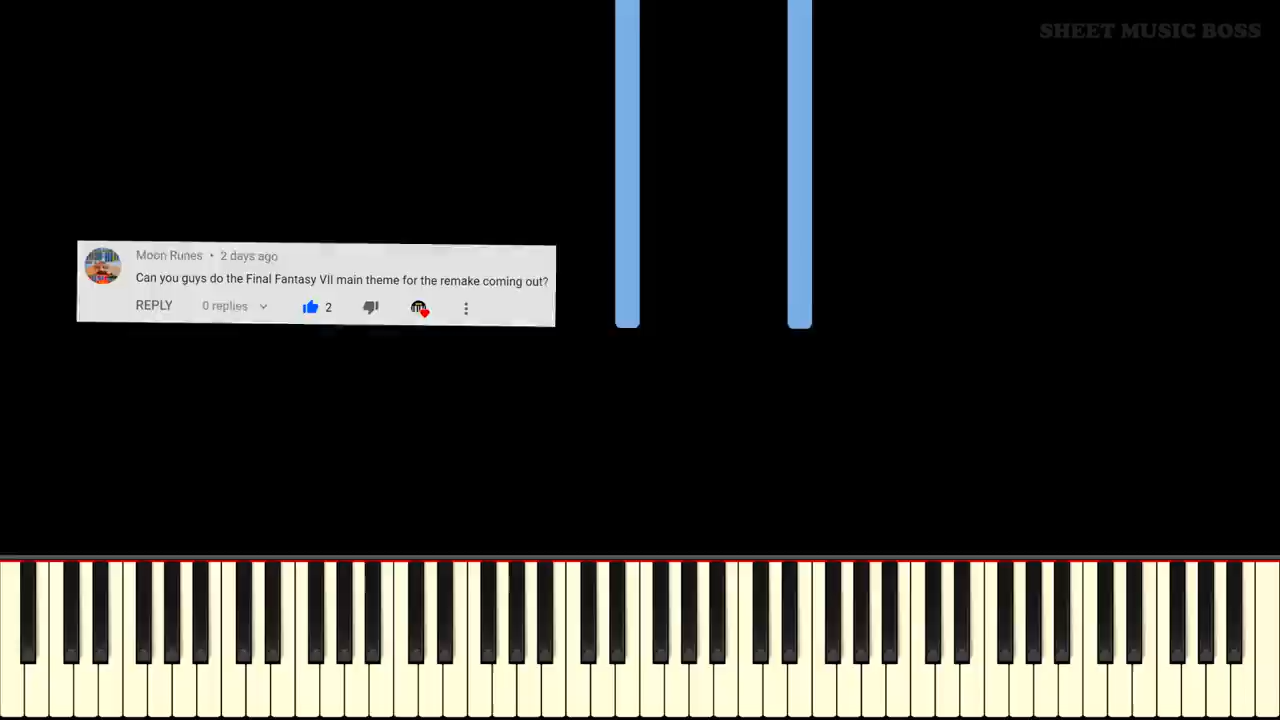 SHEET MUSIC BOSS
Moon Runes • 2 days ago
Can you guys do the Final Fantasy VII main theme for the remake coming out?
REPLY 0 replies 2